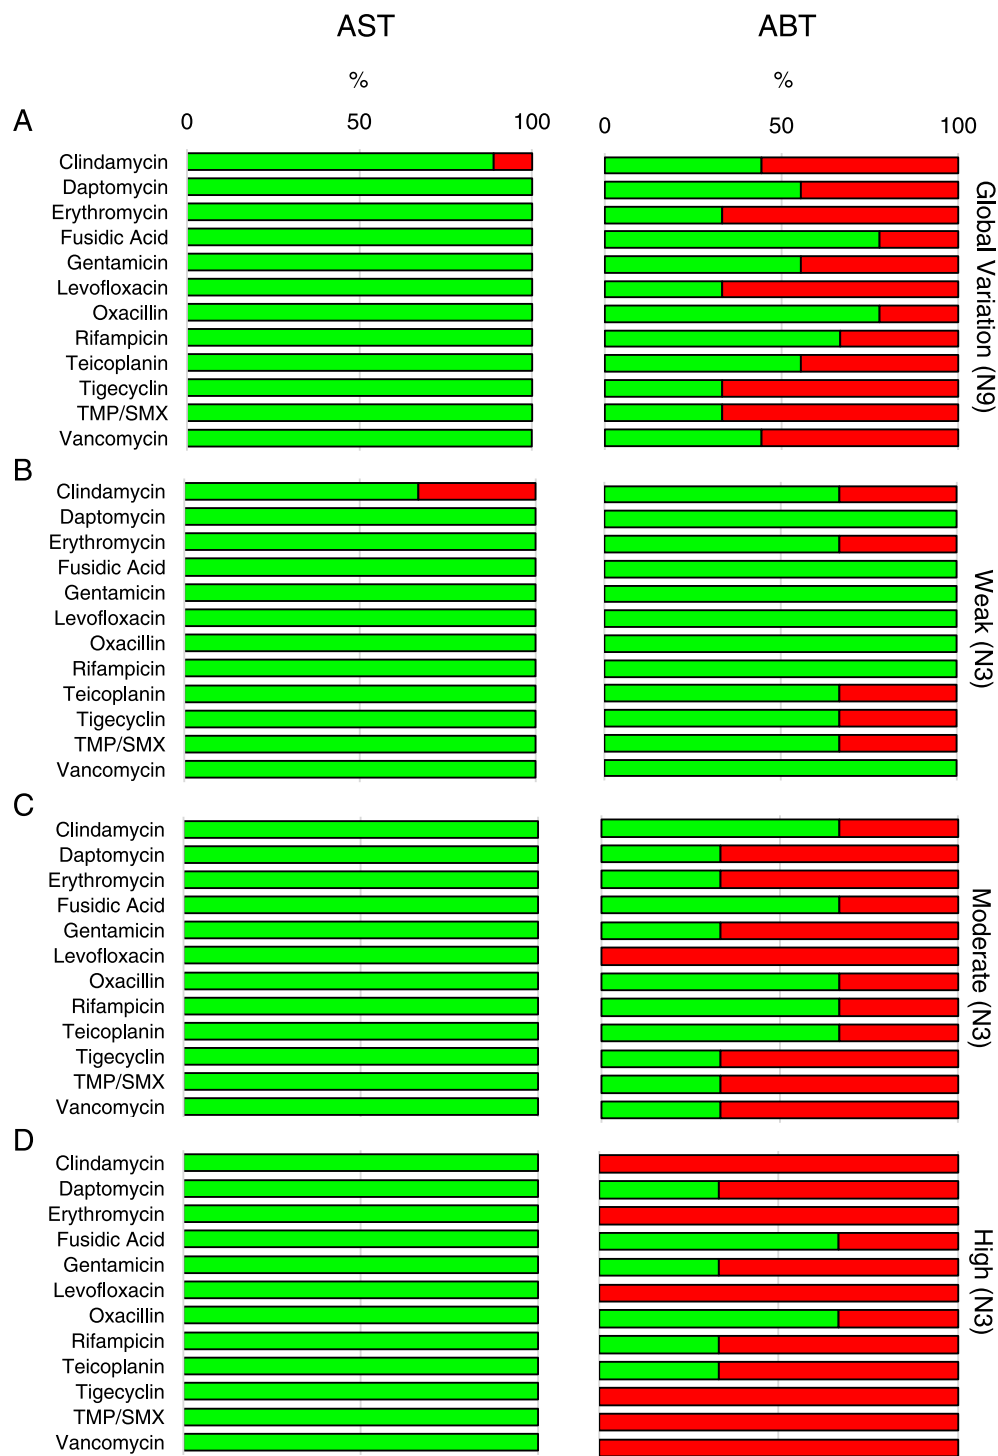 AST ABT
% %
A 0 50 100 0 50 100
Clindamycin
Daptomycin
Erythromycin
Fusidic Acid
Gentamicin
Levofloxacin
Oxacillin
Rifampicin
Teicoplanin
Tigecyclin
TMP/SMX
Vancomycin
Global Variation (N9)
B
Clindamycin
Daptomycin
Erythromycin
Fusidic Acid
Gentamicin
Levofloxacin
Oxacillin
Rifampicin
Teicoplanin
Tigecyclin
TMP/SMX
Vancomycin
Weak (N3)
C
Clindamycin
Daptomycin
Erythromycin
Fusidic Acid
Gentamicin
Levofloxacin
Oxacillin
Rifampicin
Teicoplanin
Tigecyclin
TMP/SMX
Vancomycin
Moderate (N3)
D
Clindamycin
Daptomycin
Erythromycin
Fusidic Acid
Gentamicin
Levofloxacin
Oxacillin
Rifampicin
Teicoplanin
Tigecyclin
TMP/SMX
Vancomycin
High (N3)